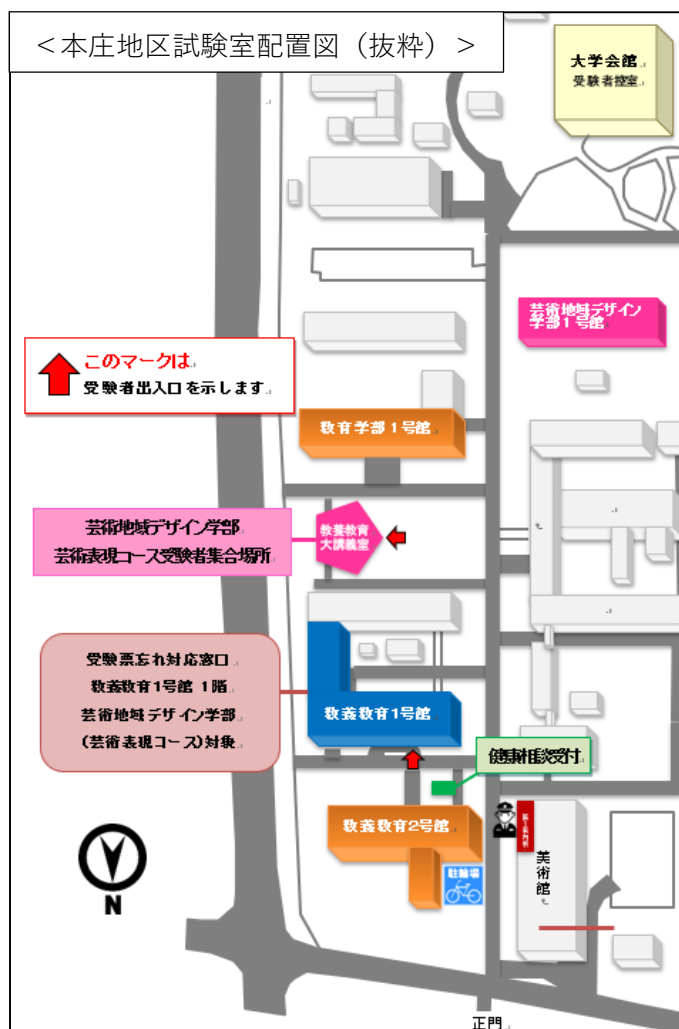 ＜本庄地区試験室配置図（抜粋）＞
大学会館
受験者控室
芸術地域デザイン
学部1号館
このマークは
受験者出入口を示します
教育学部1号館
芸術地域デザイン学部
芸術表現コース受験者集合場所
教養教育
大講義室
受験票忘れ対応窓口
教養教育1号館 1階
芸術地域デザイン学部
(芸術表現コース)対象
教養教育1号館
健康相談受付
教養教育2号館
駐輪場
美術館
N
正門